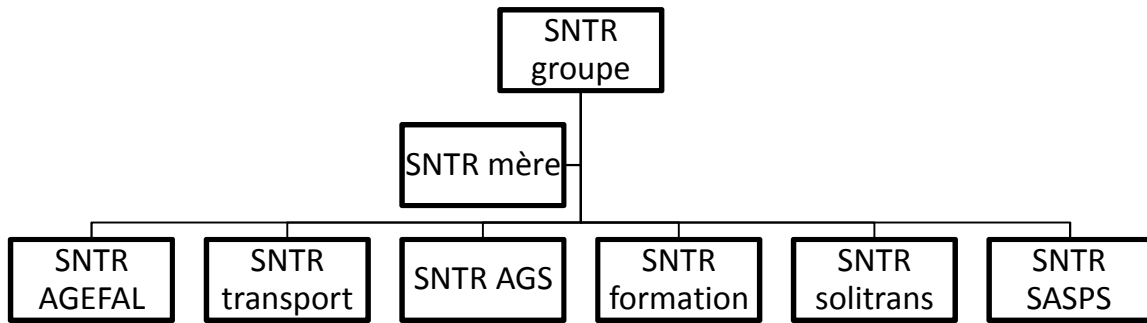 SNTR
groupe
SNTR mère
SNTR
AGEFAL
SNTR
transport
SNTR AGS
SNTR
formation
SNTR
solitrans
SNTR
SASPS